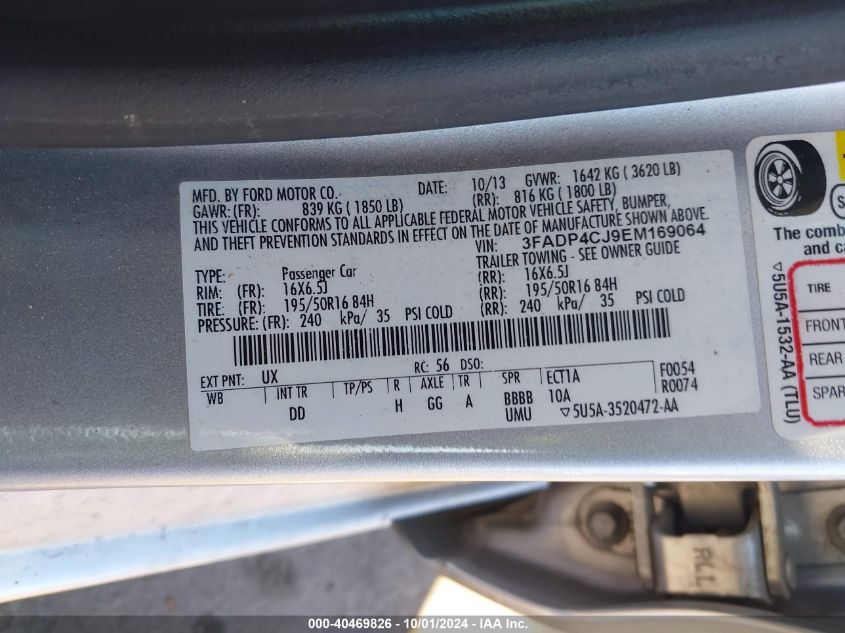 MFD. BY FORD MOTOR CO. DATE: 10/13 GVWR: 1642 KG ( 3620 LB)
GAWR: (FR): 839 KG ( 1850 LB) (RR): 816 KG ( 1800 LB)
THIS VEHICLE CONFORMS TO ALL APPLICABLE FEDERAL MOTOR VEHICLE SAFETY, BUMPER,
AND THEFT PREVENTION STANDARDS IN EFFECT ON THE DATE OF MANUFACTURE SHOWN ABOVE.
VIN: 3FADP4CJ9EM169064
TRAILER TOWING - SEE OWNER GUIDE
TYPE: Passenger Car
RIM: (FR): 16X6.5J (RR): 16X6.5J
TIRE: (FR): 195/50R16 84H (RR): 195/50R16 84H
PRESSURE: (FR): 240 kPa/ 35 PSI COLD (RR): 240 kPa/ 35 PSI COLD
EXT PNT: UX RC: 56 DSO: F0054
WB INT TR TP/PS R AXLE TR SPR ECT1A R0074
DD H GG A BBBB 10A
UMU ▽5U5A-3520472-AA
The comb
and ca
TIRE
FRONT
REAR
SPAR
▽5U5A-1532-AA (TLU)
RLL
000-40469826 - 10/01/2024 - IAA Inc.